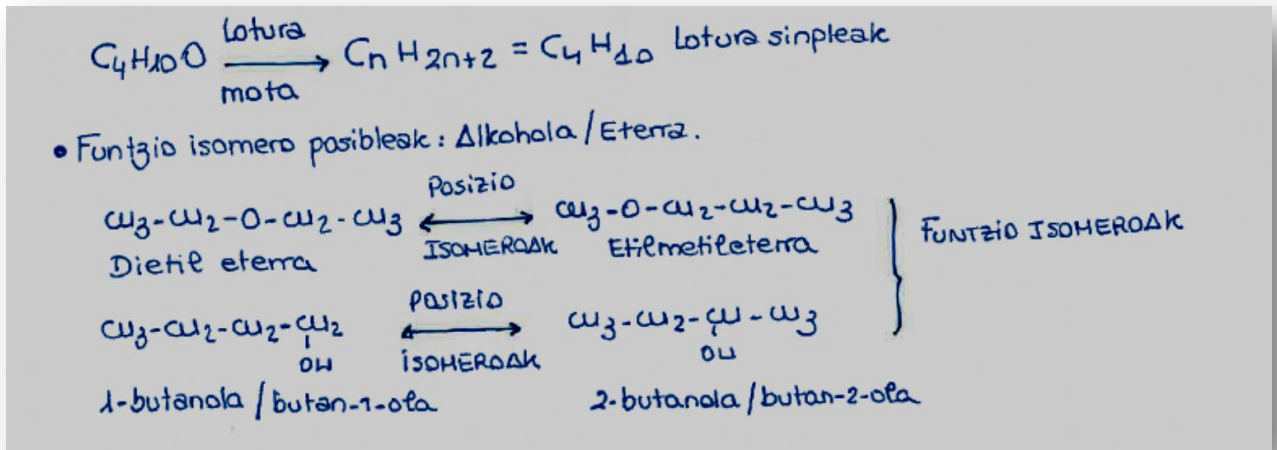 C4H10O Lotura mota → CnH2n+2 = C4H10 Lotura sinpleak
• Funtzio isomero posibleak: Alkohola / Eterra.
CH3-CH2-O-CH2-CH3 Posizio ISOMEROAK CH3-O-CH2-CH2-CH3
Dietil eterra Etilmetileterra
FUNTZIO ISOMEROAK
CH3-CH2-CH2-CH2 Posizio ISOMEROAK CH3-CH2-CH-CH3
OH OH
1-butanola / butan-1-ola 2-butanola / butan-2-ola